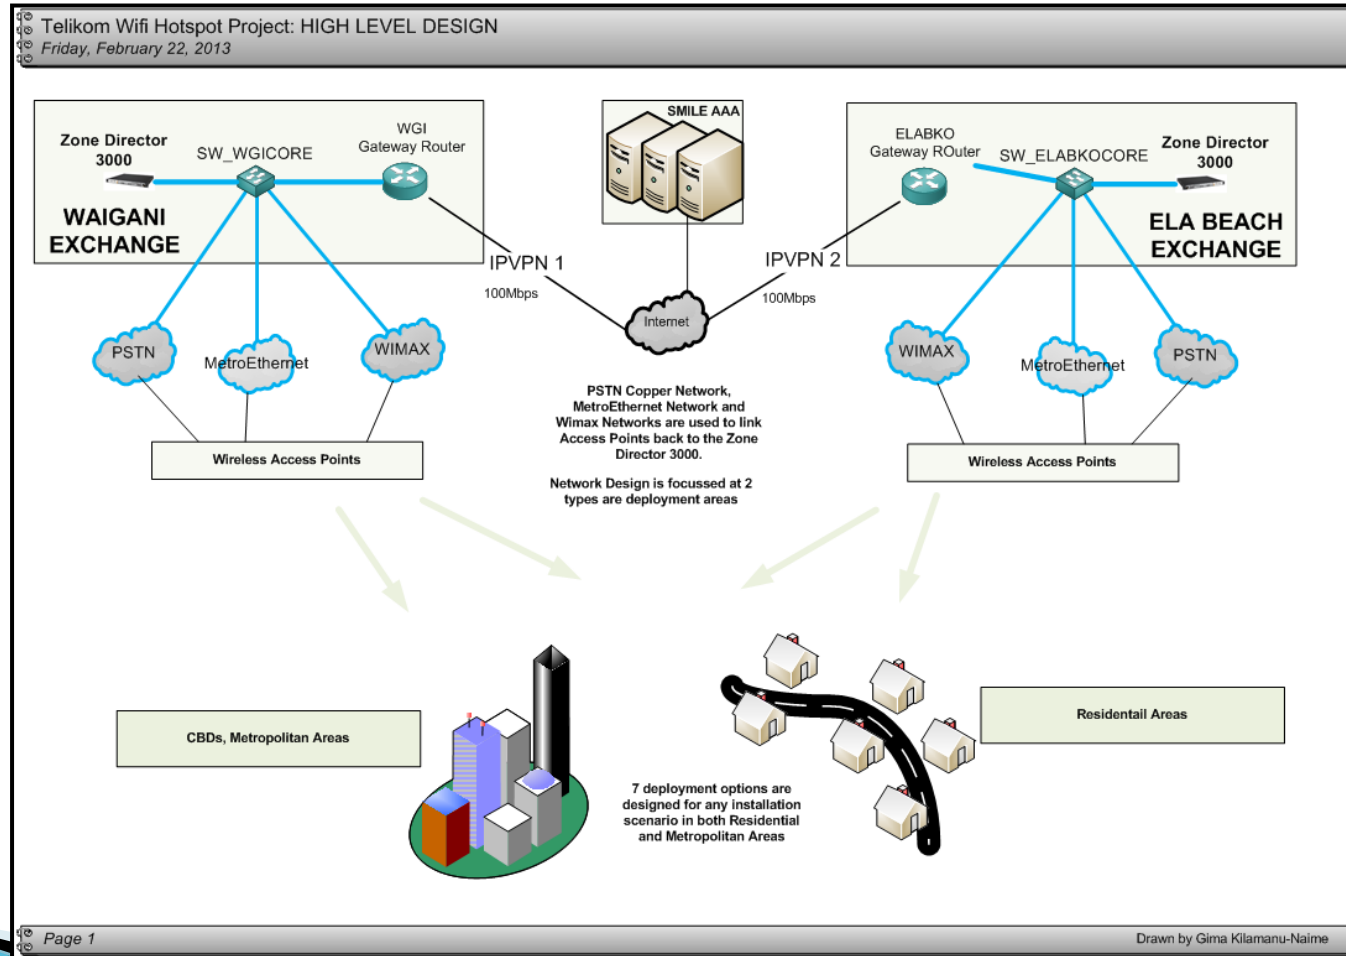 Telikom Wifi Hotspot Project: HIGH LEVEL DESIGN
Friday, February 22, 2013
Zone Director
3000
SW_WGICORE
WGI
Gateway Router
WAIGANI
EXCHANGE
SMILE AAA
ELABKO
Gateway ROuter
SW_ELABKOCORE
Zone Director
3000
ELA BEACH
EXCHANGE
IPVPN 1
100Mbps
IPVPN 2
100Mbps
Internet
PSTN
MetroEthernet
WIMAX
WIMAX
MetroEthernet
PSTN
Wireless Access Points
Wireless Access Points
PSTN Copper Network,
MetroEthernet Network and
Wimax Networks are used to link
Access Points back to the Zone
Director 3000.
Network Design is focussed at 2
types are deployment areas
CBDs, Metropolitan Areas
Residentail Areas
7 deployment options are
designed for any installation
scenario in both Residential
and Metropolitan Areas
Page 1
Drawn by Gima Kilamanu-Naime